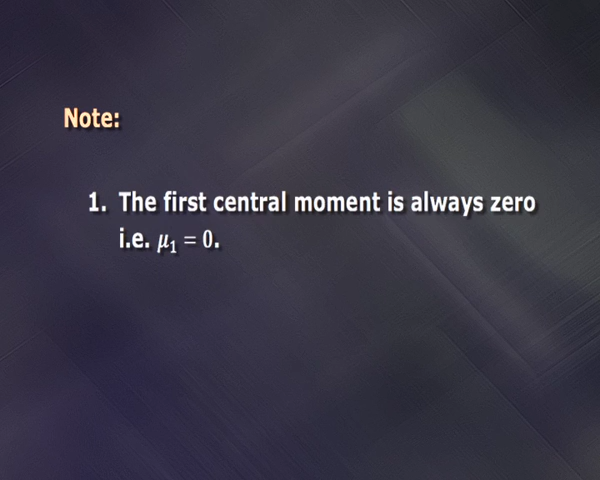 Note:
1. The first central moment is always zero
i.e. μ₁ = 0.